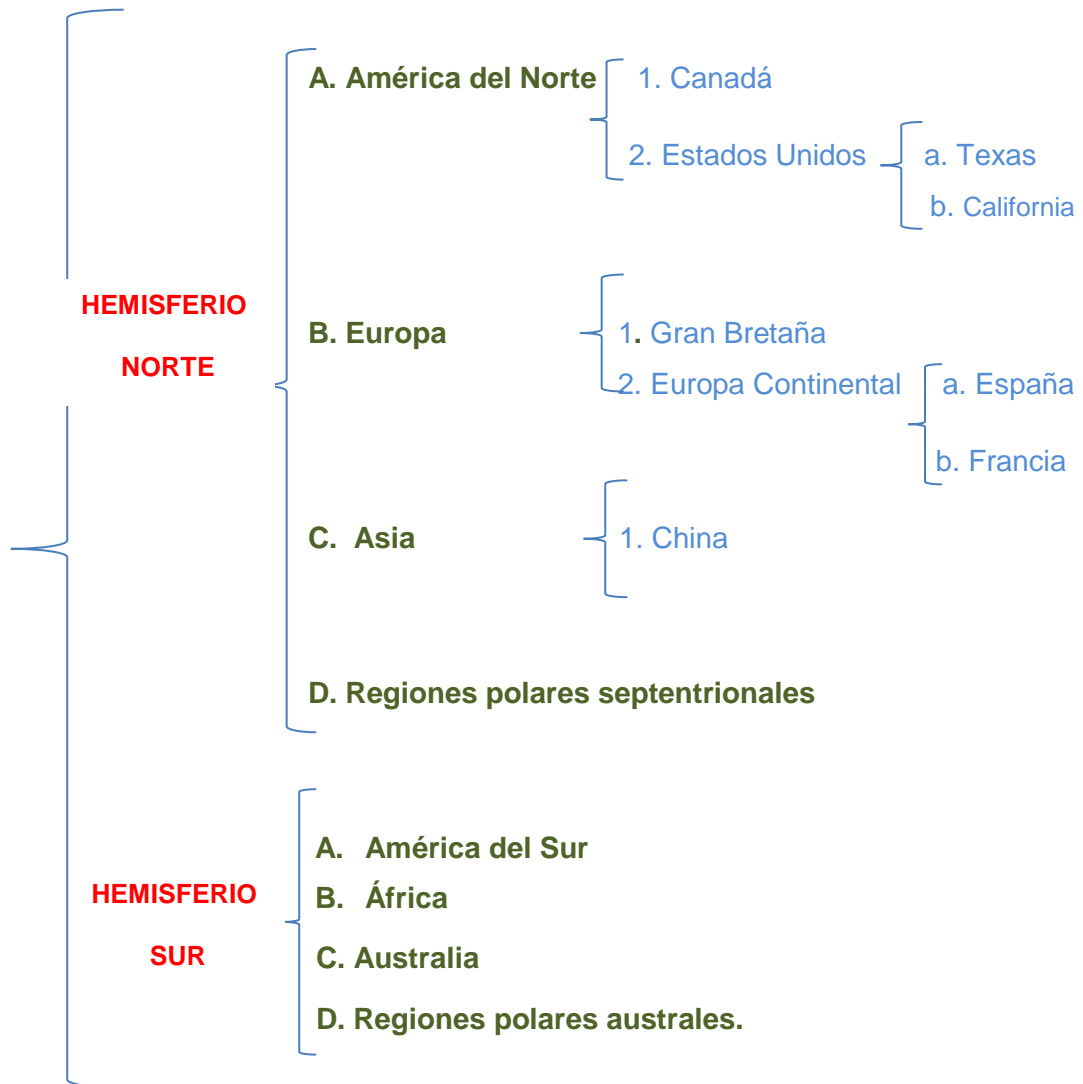 A. América del Norte
1. Canadá
2. Estados Unidos
a. Texas
b. California
HEMISFERIO
NORTE
B. Europa
1. Gran Bretaña
2. Europa Continental
a. España
b. Francia
C. Asia
1. China
D. Regiones polares septentrionales
HEMISFERIO
SUR
A. América del Sur
B. África
C. Australia
D. Regiones polares australes.